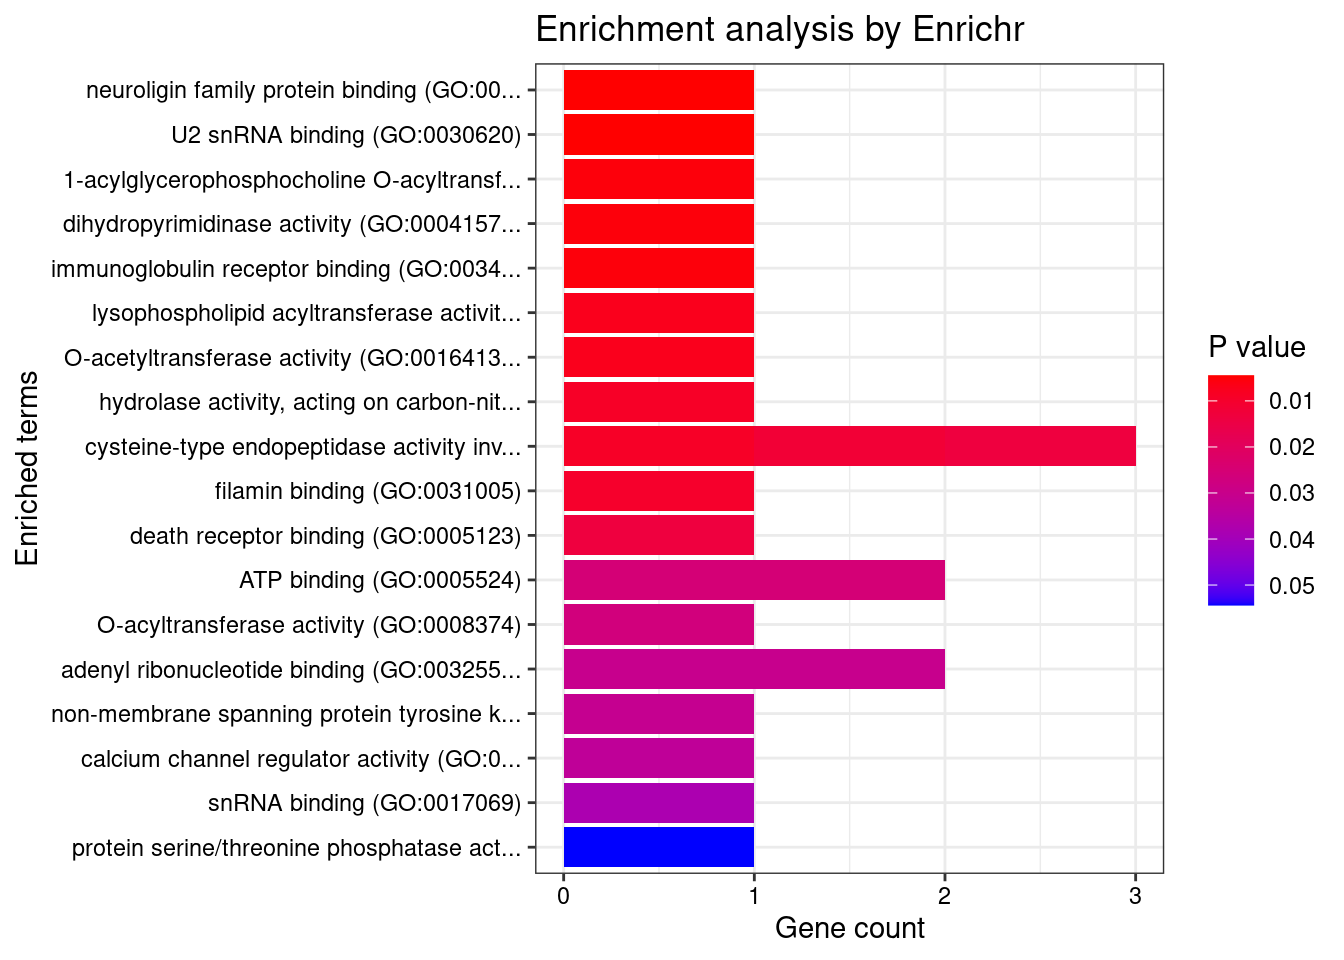 Enrichment analysis by Enrichr
neuroligin family protein binding (GO:00...
U2 snRNA binding (GO:0030620)
1-acylglycerophosphocholine O-acyltransf...
dihydropyrimidinase activity (GO:0004157...
immunoglobulin receptor binding (GO:0034...
lysophospholipid acyltransferase activit...
O-acetyltransferase activity (GO:0016413...
hydrolase activity, acting on carbon-nit...
cysteine-type endopeptidase activity inv...
filamin binding (GO:0031005)
death receptor binding (GO:0005123)
ATP binding (GO:0005524)
O-acyltransferase activity (GO:0008374)
adenyl ribonucleotide binding (GO:003255...
non-membrane spanning protein tyrosine k...
calcium channel regulator activity (GO:0...
snRNA binding (GO:0017069)
protein serine/threonine phosphatase act...
Enriched terms
0 1 2 3
Gene count
P value
0.01
0.02
0.03
0.04
0.05